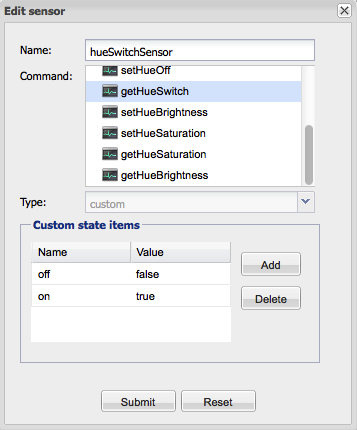 Edit sensor
Name: hueSwitchSensor
Command: setHueOff
getHueSwitch
setHueBrightness
setHueSaturation
getHueSaturation
getHueBrightness
Type: custom
Custom state items
Name Value
off false
on true
Add
Delete
Submit Reset